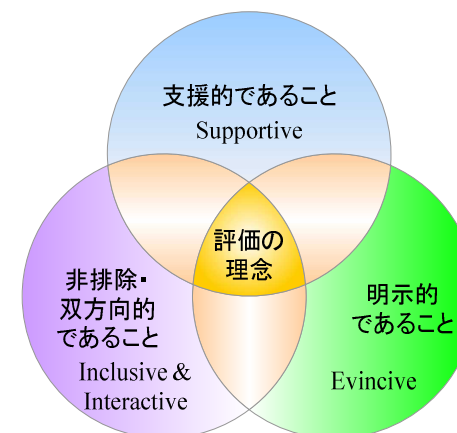 支援的であること
Supportive
評価の
理念
非排除・
双方向的
であること
Inclusive &
Interactive
明示的
であること
Evincive